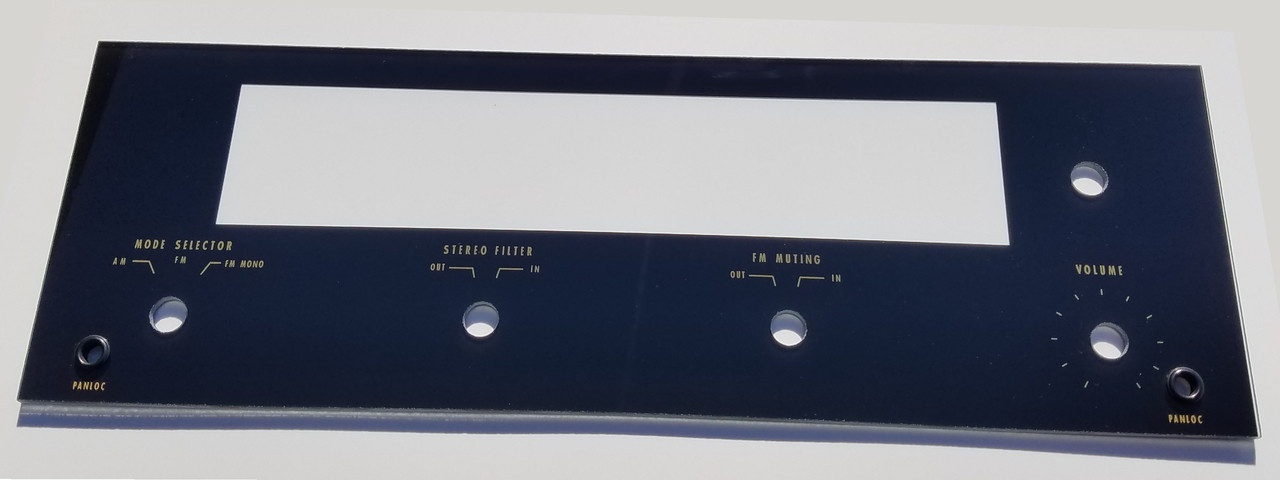 MODE SELECTOR
AM FM FM MONO
STEREO FILTER
OUT IN
FM MUTING
OUT IN
VOLUME
PANLOC
PANLOC